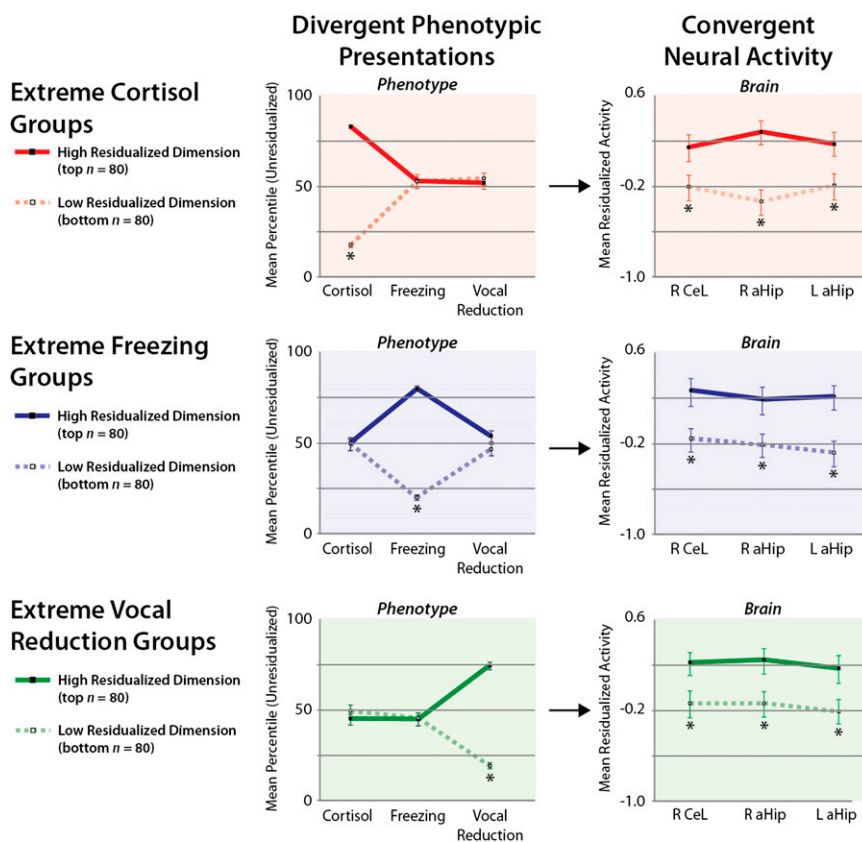 Divergent Phenotypic
Presentations
Convergent
Neural Activity
Extreme Cortisol
Groups
High Residualized Dimension
(top n = 80)
Low Residualized Dimension
(bottom n = 80)
Phenotype
Mean Percentile (Unresidualized)
100
50
0
*
Cortisol Freezing Vocal
Reduction
Brain
Mean Residualized Activity
0.6
-0.2
-1.0
* * *
R CeL R aHip L aHip
Extreme Freezing
Groups
High Residualized Dimension
(top n = 80)
Low Residualized Dimension
(bottom n = 80)
Phenotype
Mean Percentile (Unresidualized)
100
50
0
*
Cortisol Freezing Vocal
Reduction
Brain
Mean Residualized Activity
0.6
-0.2
-1.0
* * *
R CeL R aHip L aHip
Extreme Vocal
Reduction Groups
High Residualized Dimension
(top n = 80)
Low Residualized Dimension
(bottom n = 80)
Phenotype
Mean Percentile (Unresidualized)
100
50
0
*
Cortisol Freezing Vocal
Reduction
Brain
Mean Residualized Activity
0.6
-0.2
-1.0
* * *
R CeL R aHip L aHip